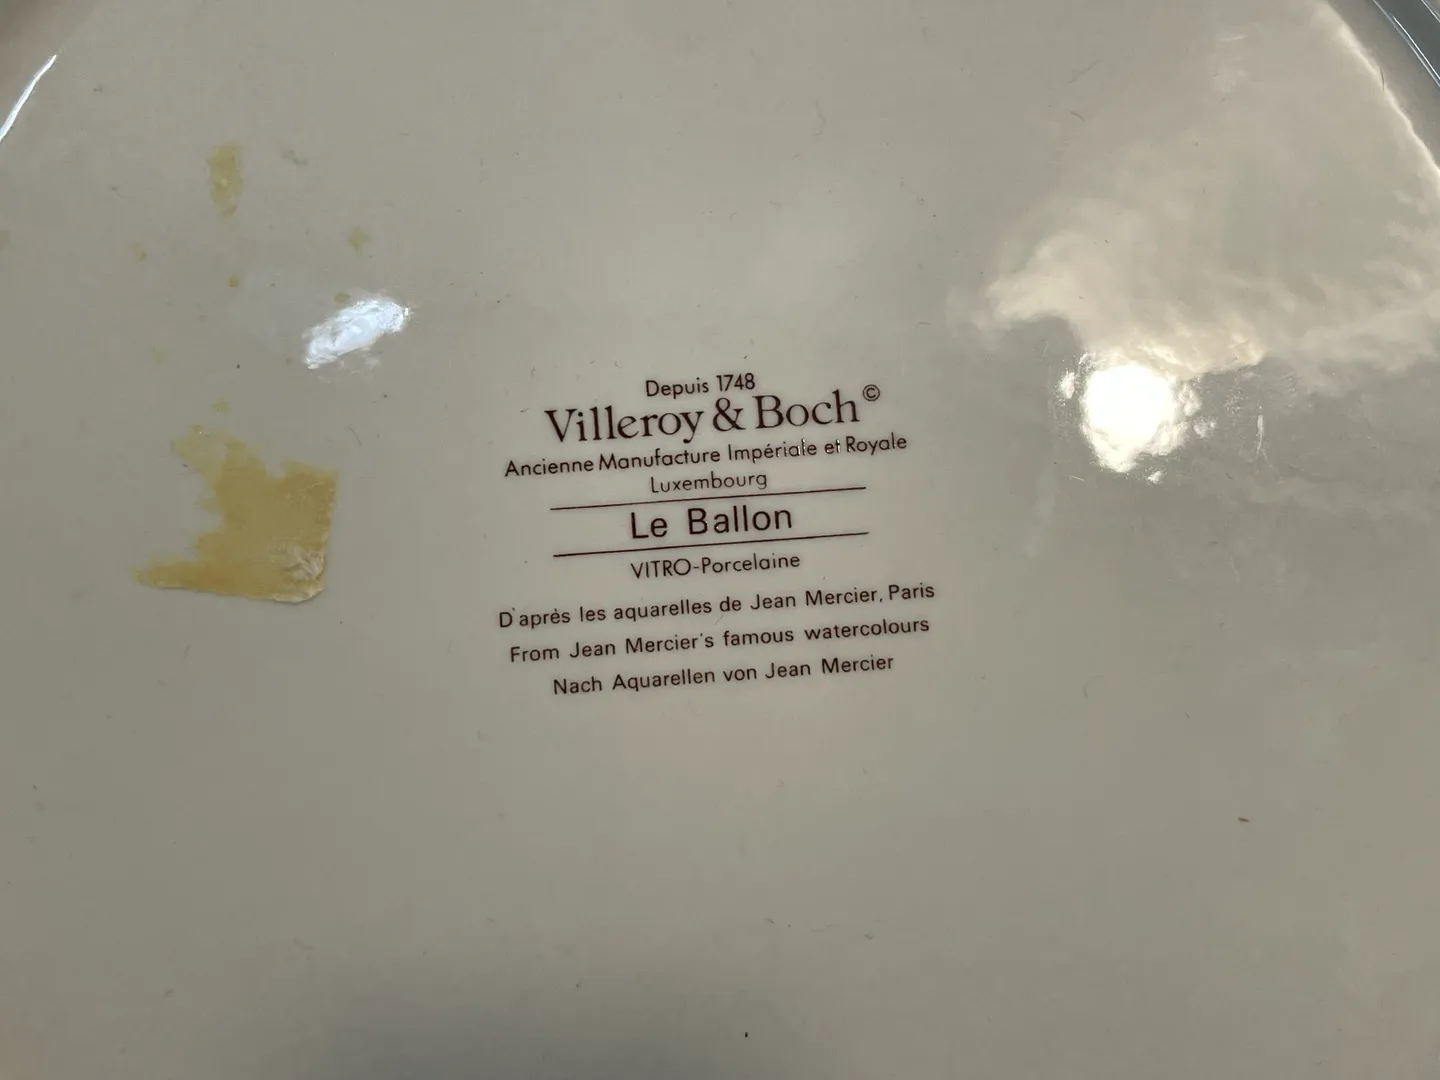 Depuis 1748
Villeroy & Boch©
Ancienne Manufacture Impériale et Royale
Luxembourg
Le Ballon
VITRO-Porcelaine
D'après les aquarelles de Jean Mercier, Paris
From Jean Mercier's famous watercolours
Nach Aquarellen von Jean Mercier